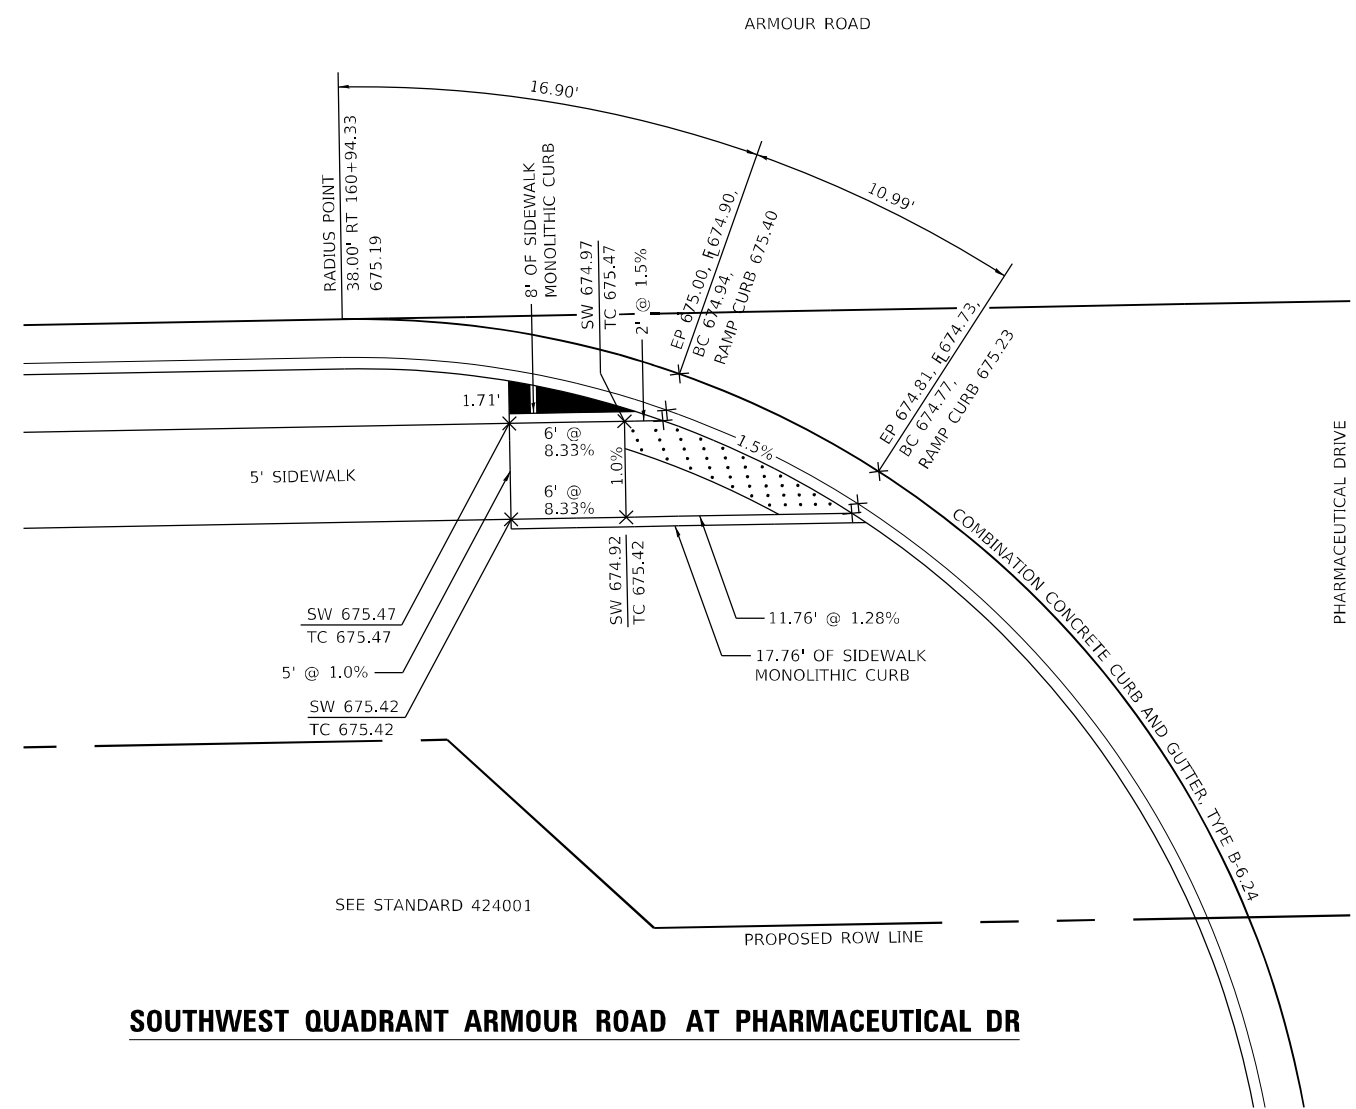 ARMOUR ROAD
16.90'
10.99'
RADIUS POINT
38.00' RT 160+94.33
675.19
8' OF SIDEWALK
MONOLITHIC CURB
SW 674.97
TC 675.47
2' @ 1.5%
EP 675.00, FL 674.90,
BC 674.94,
RAMP CURB 675.40
EP 674.81, FL 674.73,
BC 674.77,
RAMP CURB 675.23
1.71'
6' @
8.33%
1.0%
1.5%
5' SIDEWALK
6' @
8.33%
SW 674.92
TC 675.42
SW 675.47
TC 675.47
5' @ 1.0%
SW 675.42
TC 675.42
11.76' @ 1.28%
17.76' OF SIDEWALK
MONOLITHIC CURB
COMBINATION CONCRETE CURB AND GUTTER, TYPE B-6.24
PHARMACEUTICAL DRIVE
SEE STANDARD 424001
PROPOSED ROW LINE
SOUTHWEST QUADRANT ARMOUR ROAD AT PHARMACEUTICAL DR